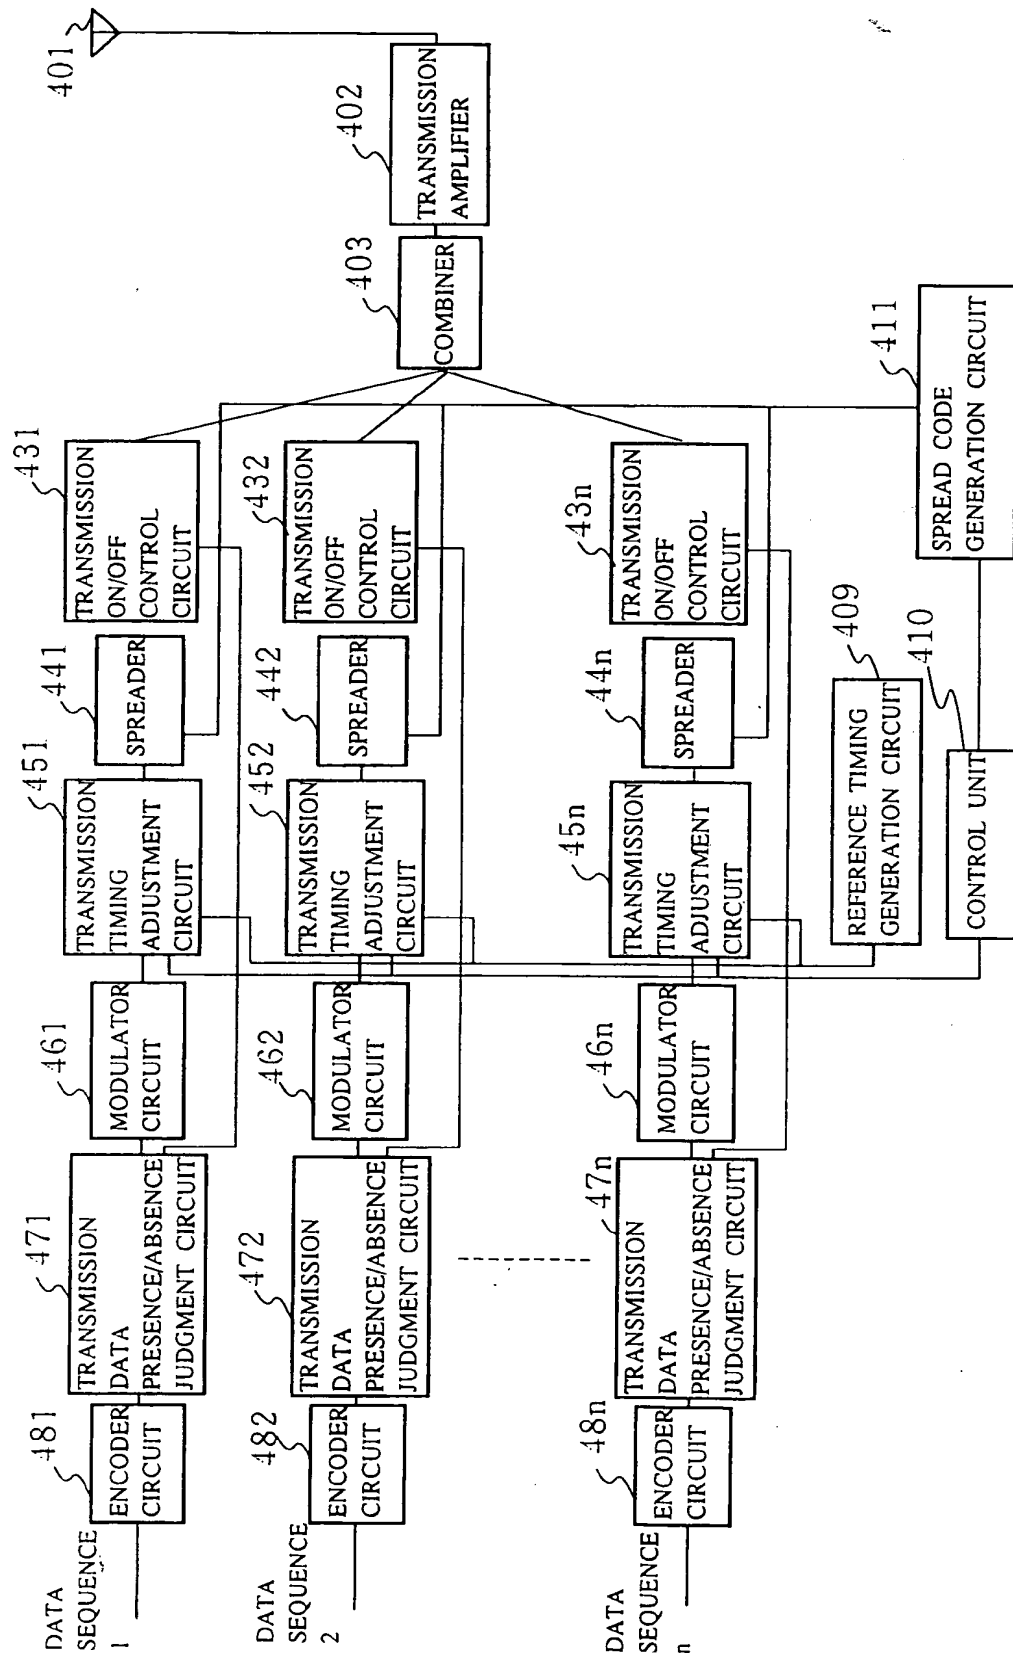 401
402
TRANSMISSION
AMPLIFIER
403
COMBINER
431
TRANSMISSION
ON/OFF
CONTROL
CIRCUIT
441
SPREADER
451
TRANSMISSION
TIMING
ADJUSTMENT
CIRCUIT
461
MODULATOR
CIRCUIT
471
TRANSMISSION
DATA
PRESENCE/ABSENCE
JUDGMENT CIRCUIT
481
ENCODER
CIRCUIT
DATA
SEQUENCE
1
432
TRANSMISSION
ON/OFF
CONTROL
CIRCUIT
442
SPREADER
452
TRANSMISSION
TIMING
ADJUSTMENT
CIRCUIT
462
MODULATOR
CIRCUIT
472
TRANSMISSION
DATA
PRESENCE/ABSENCE
JUDGMENT CIRCUIT
482
ENCODER
CIRCUIT
DATA
SEQUENCE
2
43n
TRANSMISSION
ON/OFF
CONTROL
CIRCUIT
44n
SPREADER
45n
TRANSMISSION
TIMING
ADJUSTMENT
CIRCUIT
46n
MODULATOR
CIRCUIT
47n
TRANSMISSION
DATA
PRESENCE/ABSENCE
JUDGMENT CIRCUIT
48n
ENCODER
CIRCUIT
DATA
SEQUENCE
n
409
REFERENCE TIMING
GENERATION CIRCUIT
410
CONTROL UNIT
411
SPREAD CODE
GENERATION CIRCUIT